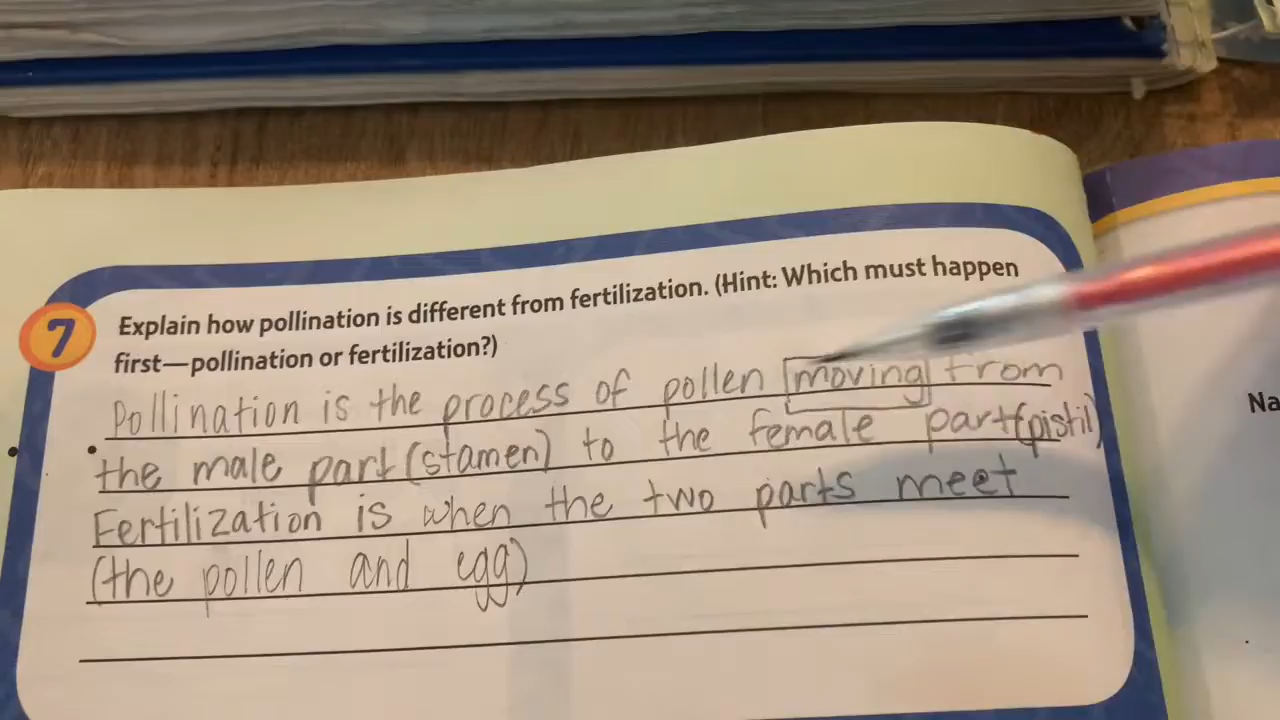 7
Explain how pollination is different from fertilization. (Hint: Which must happen
first—pollination or fertilization?)
Pollination is the process of pollen moving from
the male part (stamen) to the female part (pistil)
Fertilization is when the two parts meet
(the pollen and egg)
Na